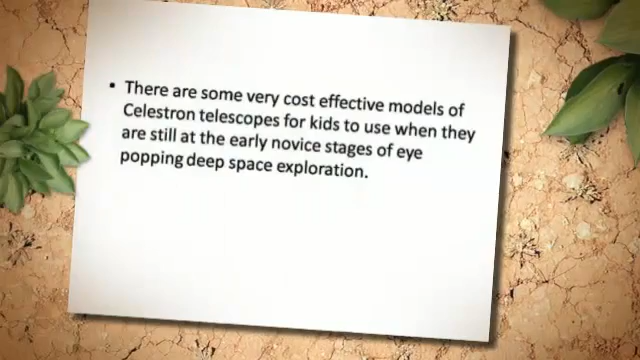 • There are some very cost effective models of
Celestron telescopes for kids to use when they
are still at the early novice stages of eye
popping deep space exploration.